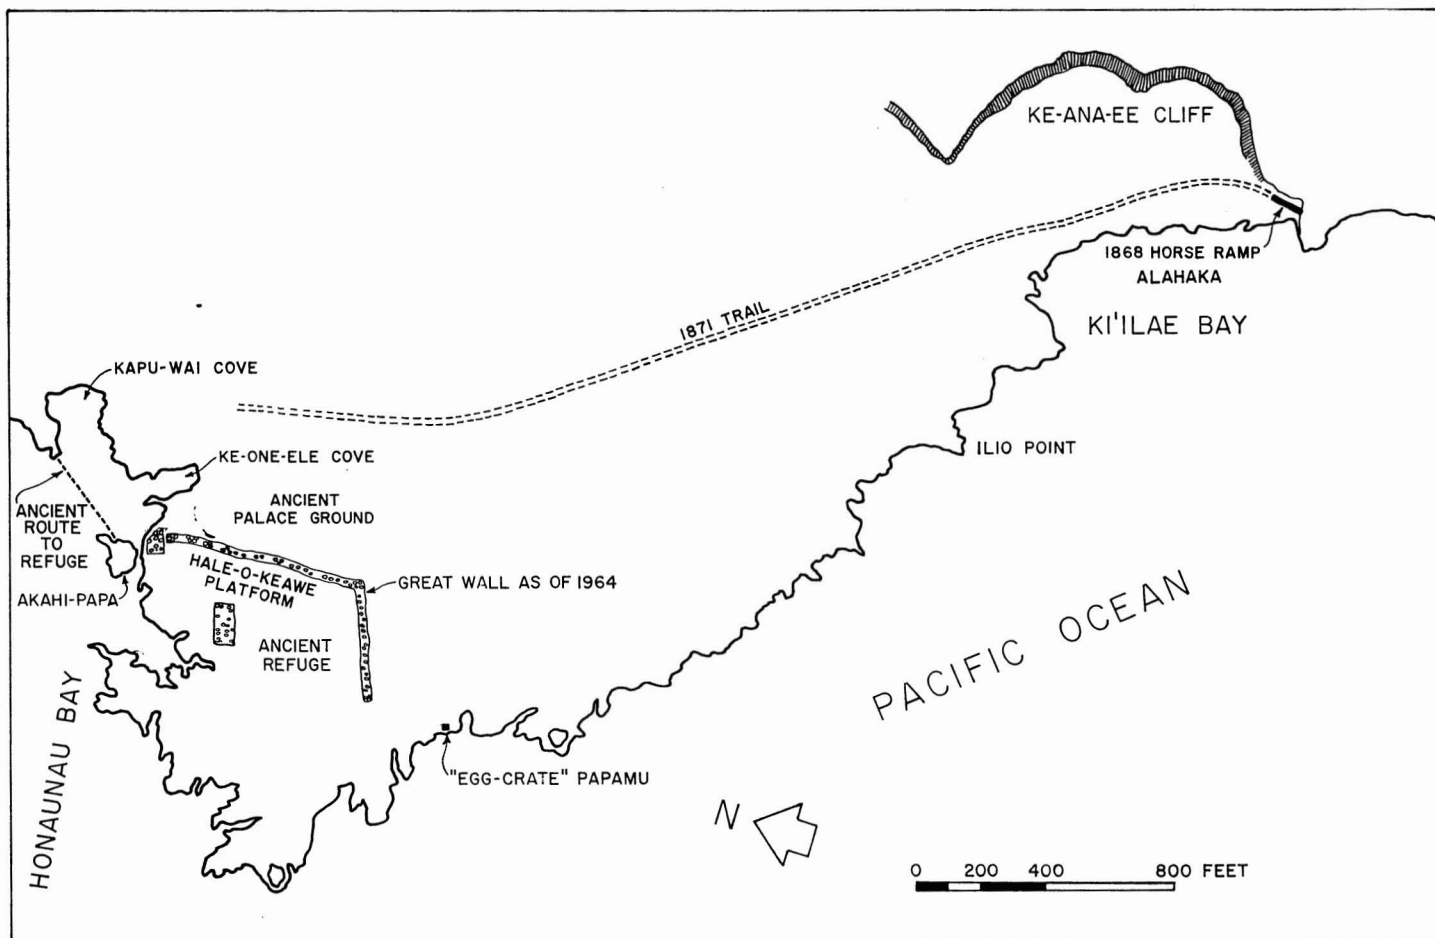 KE-ANA-EE CLIFF
1868 HORSE RAMP
ALAHAKA
KI'ILAE BAY
1871 TRAIL
KAPU-WAI COVE
KE-ONE-ELE COVE
ILIO POINT
ANCIENT
PALACE GROUND
ANCIENT
ROUTE
TO
REFUGE
HALE-O-KEAWE
PLATFORM
GREAT WALL AS OF 1964
AKAHI-PAPA
ANCIENT
REFUGE
PACIFIC OCEAN
HONAUNAU BAY
"EGG-CRATE" PAPAMU
N
0 200 400 800 FEET